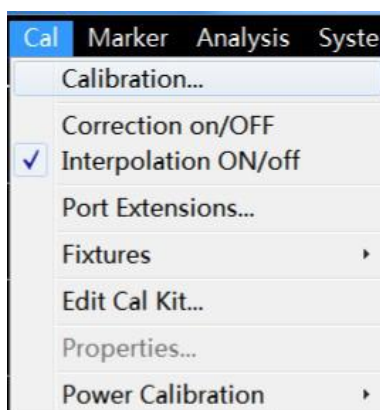 Cal Marker Analysis Syste
Calibration...
Correction on/OFF
Interpolation ON/off
Port Extensions...
Fixtures
Edit Cal Kit...
Properties...
Power Calibration